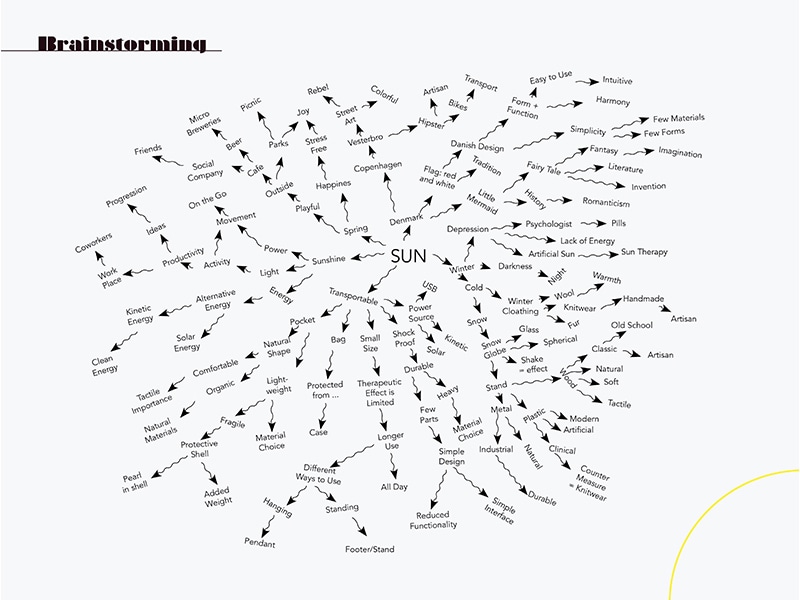 Brainstorming
SUN
Denmark
Copenhagen
Vesterbro
Street
Art
Rebel
Colorful
Hipster
Artisan
Bikes
Transport
Flag: red
and white
Danish Design
Form +
Function
Easy to Use
Intuitive
Harmony
Simplicity
Few Materials
Few Forms
Tradition
Little
Mermaid
Fairy Tale
Fantasy
Imagination
Literature
Invention
History
Romanticism
Winter
Depression
Psychologist
Pills
Lack of Energy
Artificial Sun
Sun Therapy
Darkness
Night
Cold
Winter
Cloathing
Wool
Warmth
Knitwear
Handmade
Artisan
Fur
Snow
Snow
Globe
Glass
Spherical
Shake
= effect
Stand
Wood
Classic
Old School
Artisan
Natural
Soft
Tactile
Metal
Industrial
Natural
Durable
Plastic
Modern
Artificial
Clinical
Counter
Measure
= Knitwear
Transportable
USB
Power
Source
Kinetic
Solar
Shock
Proof
Durable
Heavy
Material
Choice
Few
Parts
Simple
Design
Reduced
Functionality
Simple
Interface
Small
Size
Therapeutic
Effect is
Limited
Longer
Use
All Day
Different
Ways to Use
Hanging
Pendant
Standing
Footer/Stand
Bag
Protected
from ...
Case
Pocket
Natural
Shape
Comfortable
Tactile
Importance
Organic
Natural
Materials
Light-
weight
Material
Choice
Fragile
Protective
Shell
Pearl
in shell
Added
Weight
Sunshine
Energy
Alternative
Energy
Kinetic
Energy
Clean
Energy
Solar
Energy
Light
Activity
Power
Movement
On the Go
Productivity
Ideas
Progression
Work
Place
Coworkers
Spring
Playful
Outside
Cafe
Social
Company
Friends
Beer
Micro
Breweries
Parks
Picnic
Joy
Happines
Stress
Free